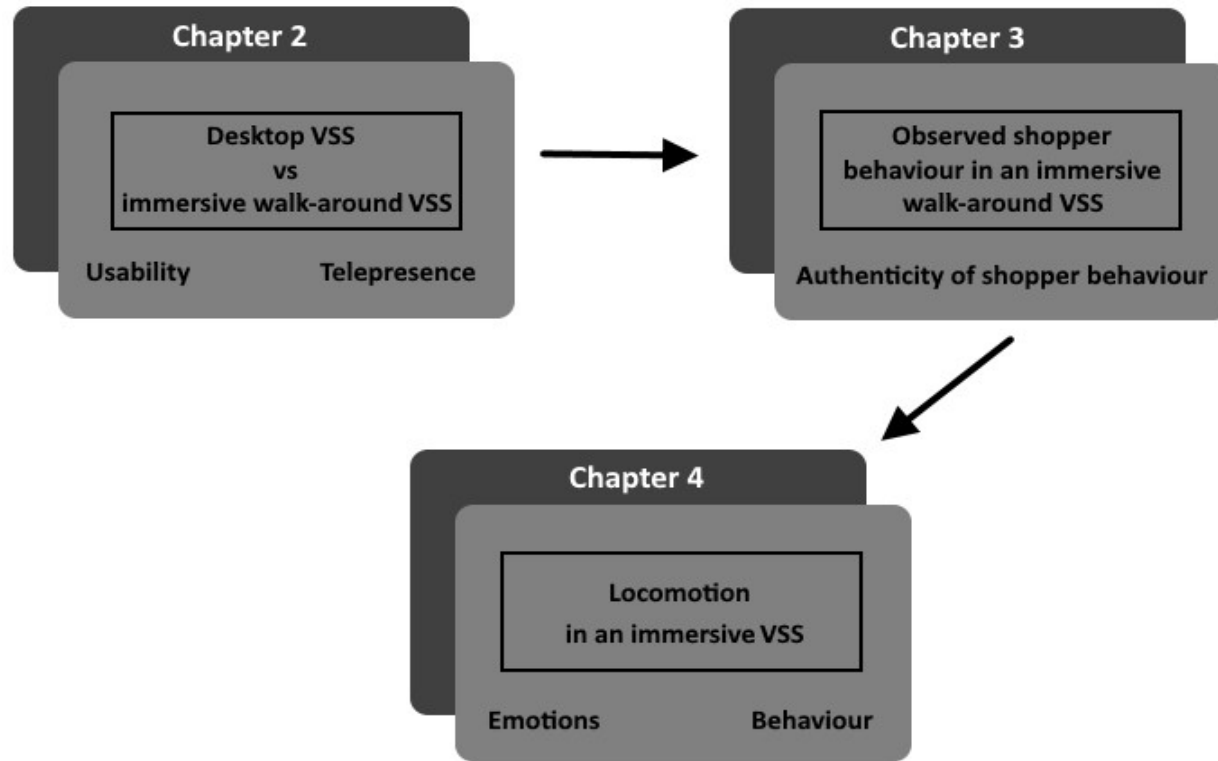 Chapter 2
Desktop VSS
vs
immersive walk-around VSS
Usability Telepresence
Chapter 3
Observed shopper
behaviour in an immersive
walk-around VSS
Authenticity of shopper behaviour
Chapter 4
Locomotion
in an immersive VSS
Emotions Behaviour